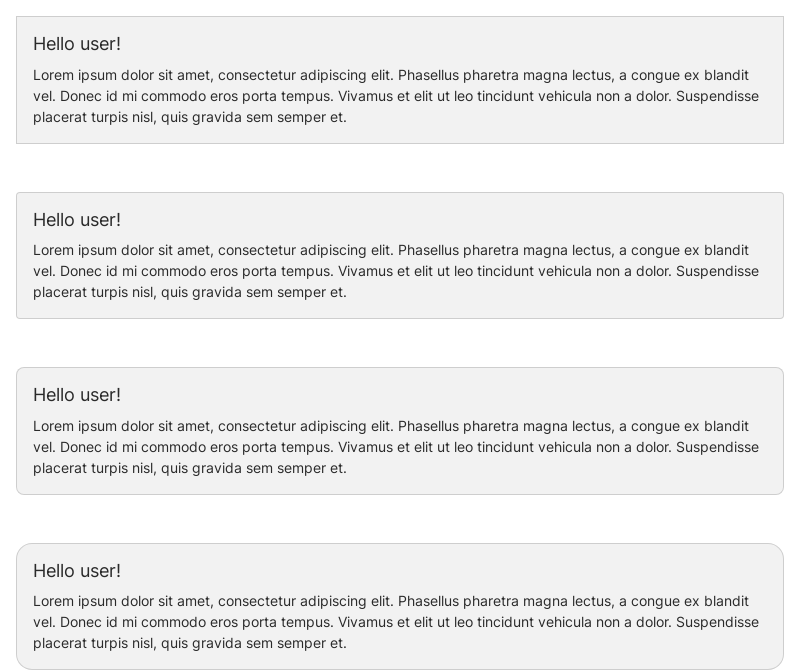 Hello user!
Lorem ipsum dolor sit amet, consectetur adipiscing elit. Phasellus pharetra magna lectus, a congue ex blandit
vel. Donec id mi commodo eros porta tempus. Vivamus et elit ut leo tincidunt vehicula non a dolor. Suspendisse
placerat turpis nisl, quis gravida sem semper et.
Hello user!
Lorem ipsum dolor sit amet, consectetur adipiscing elit. Phasellus pharetra magna lectus, a congue ex blandit
vel. Donec id mi commodo eros porta tempus. Vivamus et elit ut leo tincidunt vehicula non a dolor. Suspendisse
placerat turpis nisl, quis gravida sem semper et.
Hello user!
Lorem ipsum dolor sit amet, consectetur adipiscing elit. Phasellus pharetra magna lectus, a congue ex blandit
vel. Donec id mi commodo eros porta tempus. Vivamus et elit ut leo tincidunt vehicula non a dolor. Suspendisse
placerat turpis nisl, quis gravida sem semper et.
Hello user!
Lorem ipsum dolor sit amet, consectetur adipiscing elit. Phasellus pharetra magna lectus, a congue ex blandit
vel. Donec id mi commodo eros porta tempus. Vivamus et elit ut leo tincidunt vehicula non a dolor. Suspendisse
placerat turpis nisl, quis gravida sem semper et.